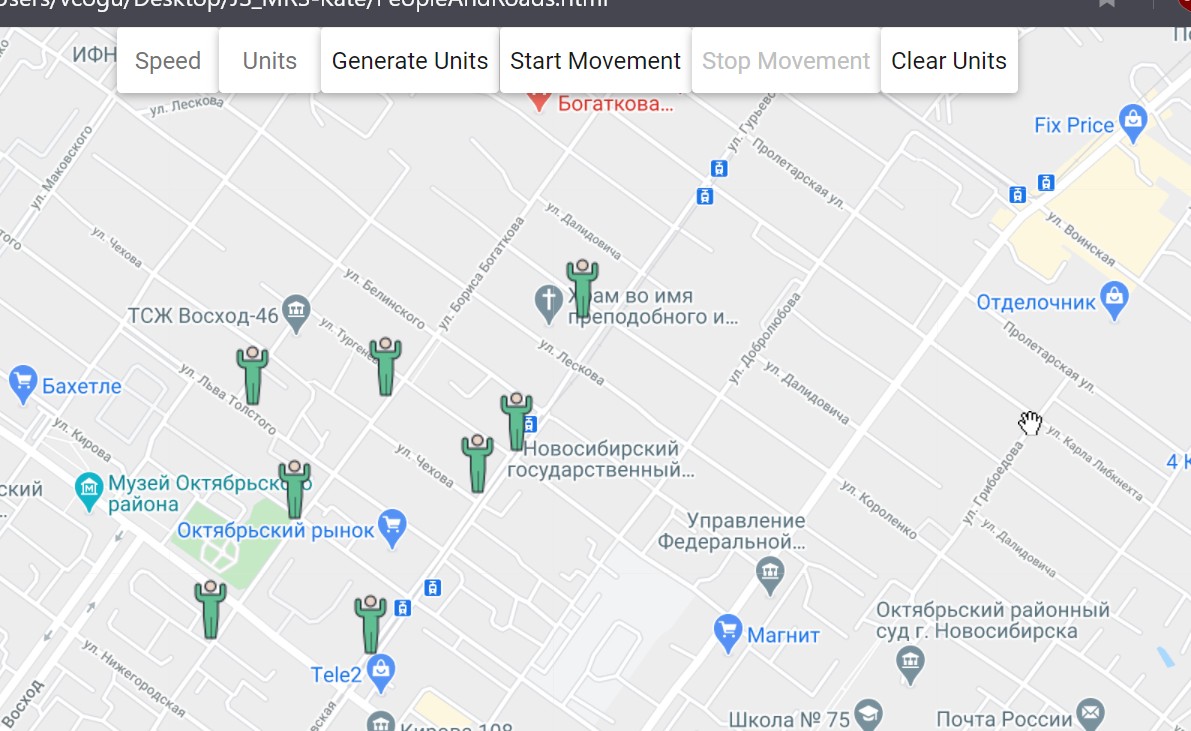 Users/vcogu/Desktop/JS_MRS-Kate/PeopleAndRoads.html
Speed
Units
Generate Units
Start Movement
Stop Movement
Clear Units
ИФН
ул. Лескова
Богаткова...
ул. Гурьево
Fix Price
ул. Маковского
Пролетарская ул.
ул. Воинская
ул. Чехова
ул. Далидовича
ул. Белинского
ул. Бориса Богаткова
Храм во имя
преподобного и...
Отделочник
ТСЖ Восход-46
ул. Тургене
ул. Добролюбова
Пролетарская ул.
ул. Лескова
Бахетле
ул. Льва Толстого
ул. Далидовича
ул. Кирова
ул. Чехова
Новосибирский
государственный...
ул. Карла Либкнехта
ул. Грибоедова
4 К
Музей Октябрьского
района
ский
...
ул. Короленко
Октябрьский рынок
Управление
Федеральной...
ул. Далидовича
Октябрьский районный
суд г. Новосибирска
Магнит
ул. Нижегородская
Tele2
Восход
Школа № 75
Почта России
Кирова 108